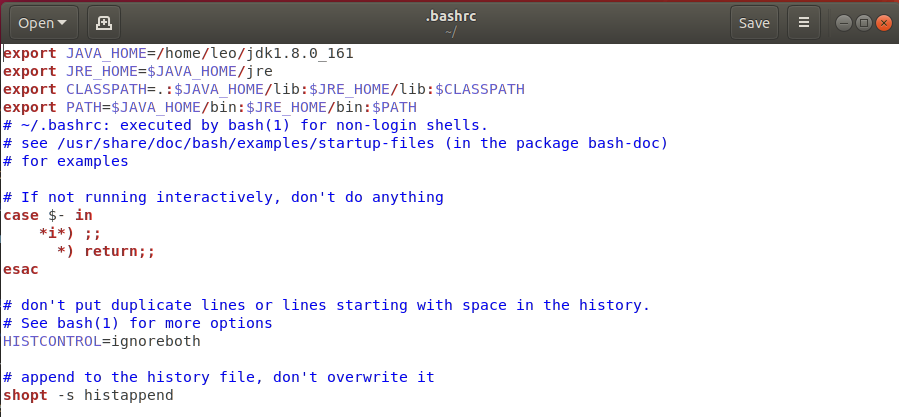 Open
.bashrc
~/
Save
export JAVA_HOME=/home/leo/jdk1.8.0_161
export JRE_HOME=$JAVA_HOME/jre
export CLASSPATH=.:$JAVA_HOME/lib:$JRE_HOME/lib:$CLASSPATH
export PATH=$JAVA_HOME/bin:$JRE_HOME/bin:$PATH
# ~/.bashrc: executed by bash(1) for non-login shells.
# see /usr/share/doc/bash/examples/startup-files (in the package bash-doc)
# for examples

# If not running interactively, don't do anything
case $- in
    *i*) ;;
      *) return;;
esac

# don't put duplicate lines or lines starting with space in the history.
# See bash(1) for more options
HISTCONTROL=ignoreboth

# append to the history file, don't overwrite it
shopt -s histappend